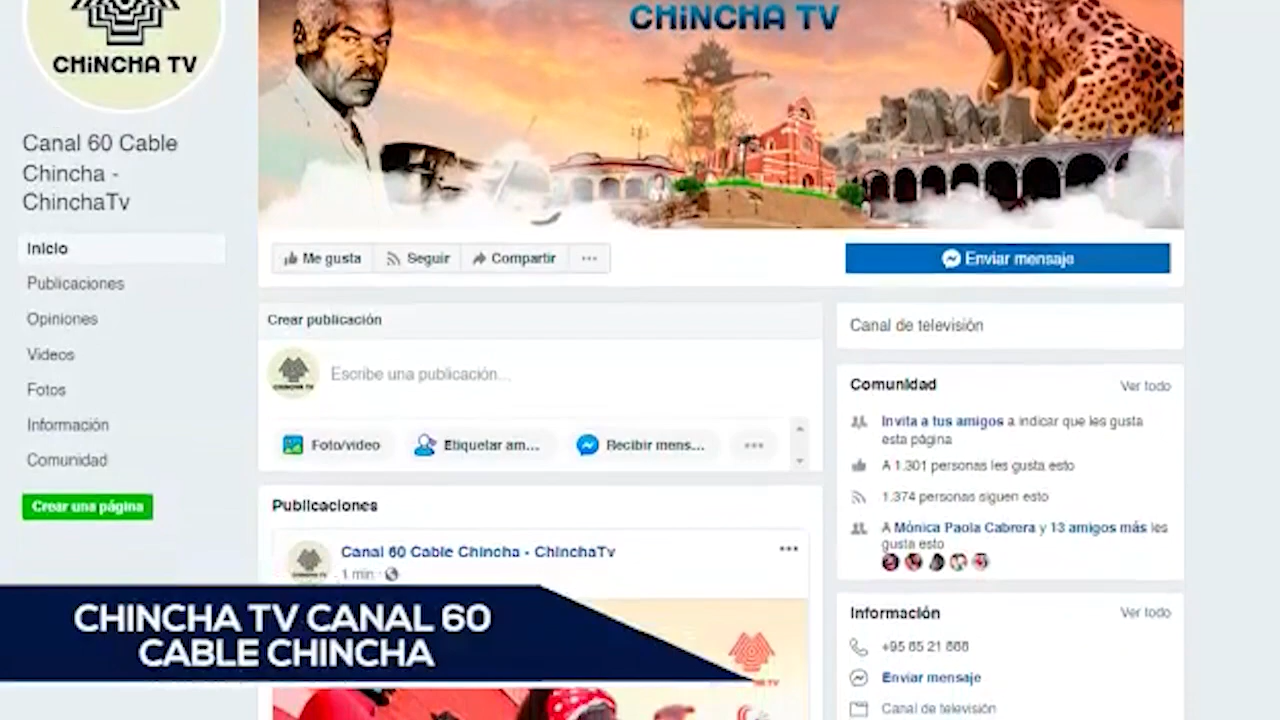 CHiNCHA TV
CHiNCHA TV
Canal 60 Cable
Chincha -
ChinchaTv
Inicio
Publicaciones
Opiniones
Videos
Fotos
Información
Comunidad
Crear una página
Me gusta
Seguir
Compartir
Enviar mensaje
Crear publicación
Escribe una publicación...
Foto/video
Etiquetar am...
Recibir mens...
Publicaciones
Canal 60 Cable Chincha - ChinchaTv
1 min
Canal de televisión
Comunidad
Ver todo
Invita a tus amigos a indicar que les gusta
esta página
A 1.301 personas les gusta esto
1.374 personas siguen esto
A Mónica Paola Cabrera y 13 amigos más les
gusta esto
Información
Ver todo
Enviar mensaje
Canal de televisión
CHINCHA TV CANAL 60
CABLE CHINCHA